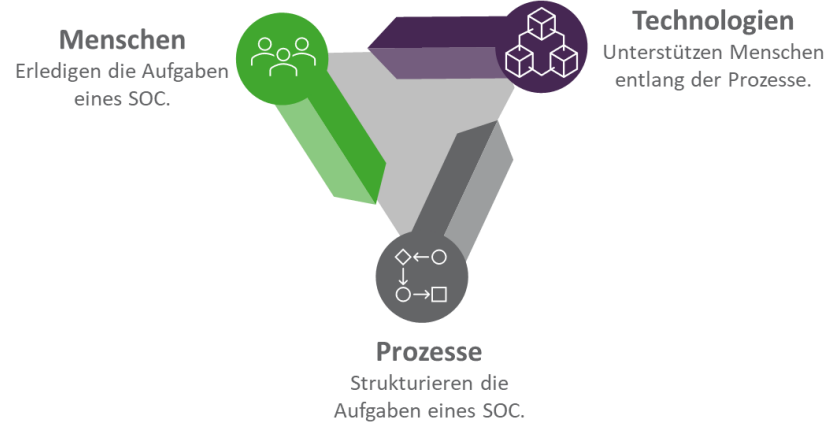 Menschen
Erledigen die Aufgaben
eines SOC.
Technologien
Unterstützen Menschen
entlang der Prozesse.
Prozesse
Strukturieren die
Aufgaben eines SOC.